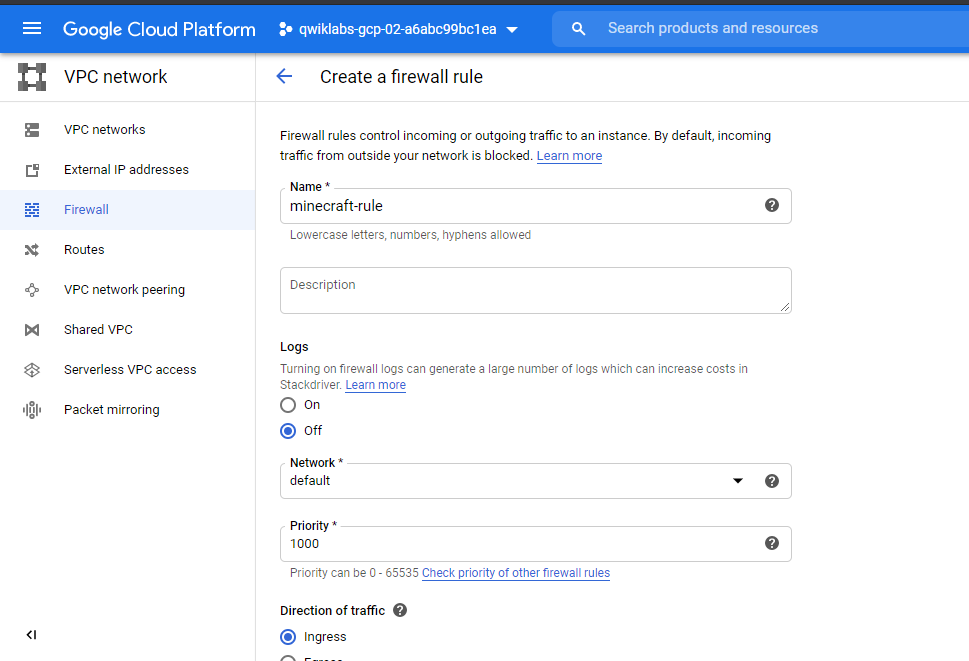 Google Cloud Platform qwiklabs-gcp-02-a6abc99bc1ea Search products and resources
VPC network
Create a firewall rule
VPC networks
External IP addresses
Firewall
Routes
VPC network peering
Shared VPC
Serverless VPC access
Packet mirroring
Firewall rules control incoming or outgoing traffic to an instance. By default, incoming
traffic from outside your network is blocked. Learn more
Name *
minecraft-rule
Lowercase letters, numbers, hyphens allowed
Description
Logs
Turning on firewall logs can generate a large number of logs which can increase costs in
Stackdriver. Learn more
On
Off
Network *
default
Priority *
1000
Priority can be 0 - 65535 Check priority of other firewall rules
Direction of traffic
Ingress
Egress